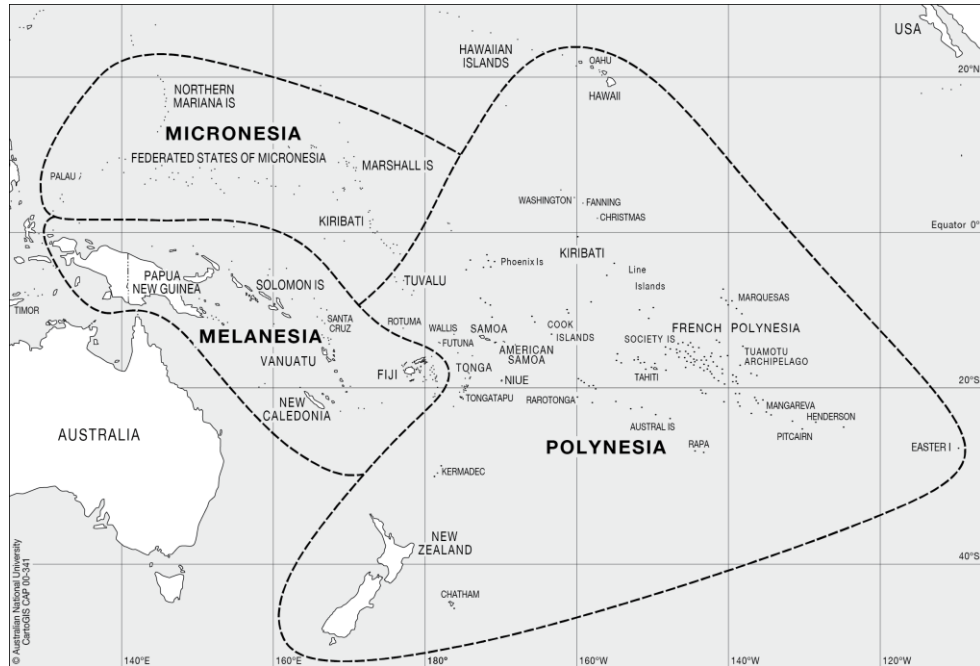 USA
HAWAIIAN
ISLANDS
OAHU
HAWAII
20°N
NORTHERN
MARIANA IS
MICRONESIA
FEDERATED STATES OF MICRONESIA
MARSHALL IS
PALAU
WASHINGTON
FANNING
CHRISTMAS
KIRIBATI
Equator 0°
KIRIBATI
Phoenix Is
Line
Islands
TUVALU
PAPUA
NEW GUINEA
SOLOMON IS
MARQUESAS
TIMOR
SANTA
CRUZ
ROTUMA
WALLIS
FUTUNA
SAMOA
COOK
ISLANDS
FRENCH POLYNESIA
MELANESIA
SOCIETY IS
AMERICAN
SAMOA
TUAMOTU
ARCHIPELAGO
VANUATU
FIJI
TONGA
NIUE
TAHITI
20°S
NEW
CALEDONIA
TONGATAPU
RAROTONGA
MANGAREVA
HENDERSON
AUSTRAL IS
PITCAIRN
AUSTRALIA
POLYNESIA
RAPA
EASTER I
KERMADEC
NEW
ZEALAND
40°S
CHATHAM
© Australian National University
CartoGIS CAP 00-341
140°E
160°E
180°
160°W
140°W
120°W